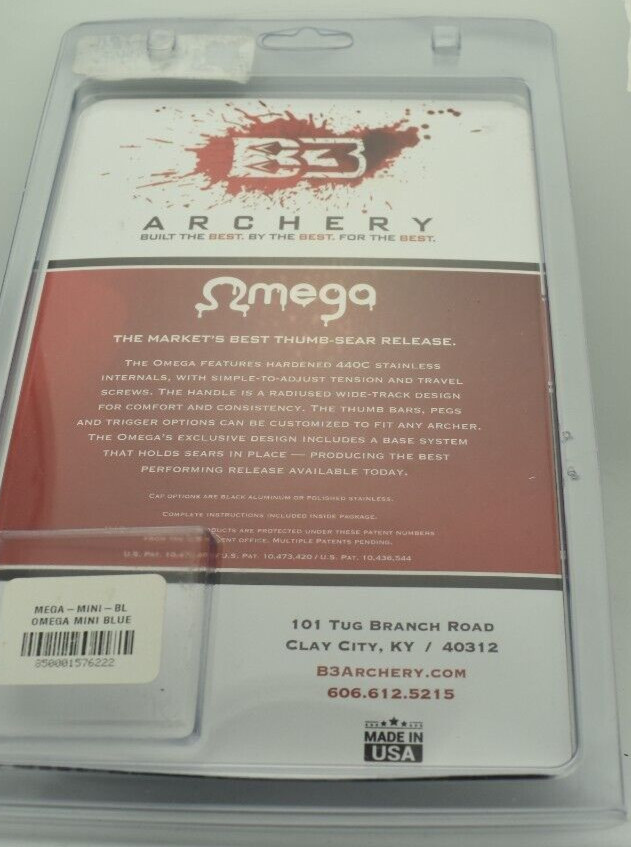 B3
ARCHERY
BUILT THE BEST. BY THE BEST. FOR THE BEST.
Ωmega
THE MARKET'S BEST THUMB-SEAR RELEASE.
THE OMEGA FEATURES HARDENED 440C STAINLESS
INTERNALS, WITH SIMPLE-TO-ADJUST TENSION AND TRAVEL
SCREWS. THE HANDLE IS A RADIUSED WIDE-TRACK DESIGN
FOR COMFORT AND CONSISTENCY. THE THUMB BARS, PEGS
AND TRIGGER OPTIONS CAN BE CUSTOMIZED TO FIT ANY ARCHER.
THE OMEGA'S EXCLUSIVE DESIGN INCLUDES A BASE SYSTEM
THAT HOLDS SEARS IN PLACE — PRODUCING THE BEST
PERFORMING RELEASE AVAILABLE TODAY.
CAP OPTIONS ARE BLACK ALUMINUM OR POLISHED STAINLESS.
COMPLETE INSTRUCTIONS INCLUDED INSIDE PACKAGE.
ARE PROTECTED UNDER THESE PATENT NUMBERS
FROM THE OFFICE. MULTIPLE PATENTS PENDING.
U.S. PAT. / U.S. PAT. 10,473,420 / U.S. PAT. 10,436,544
MEGA - MINI - BL
OMEGA MINI BLUE
850001576222
101 TUG BRANCH ROAD
CLAY CITY, KY / 40312
B3ARCHERY.COM
606.612.5215
MADE IN
USA